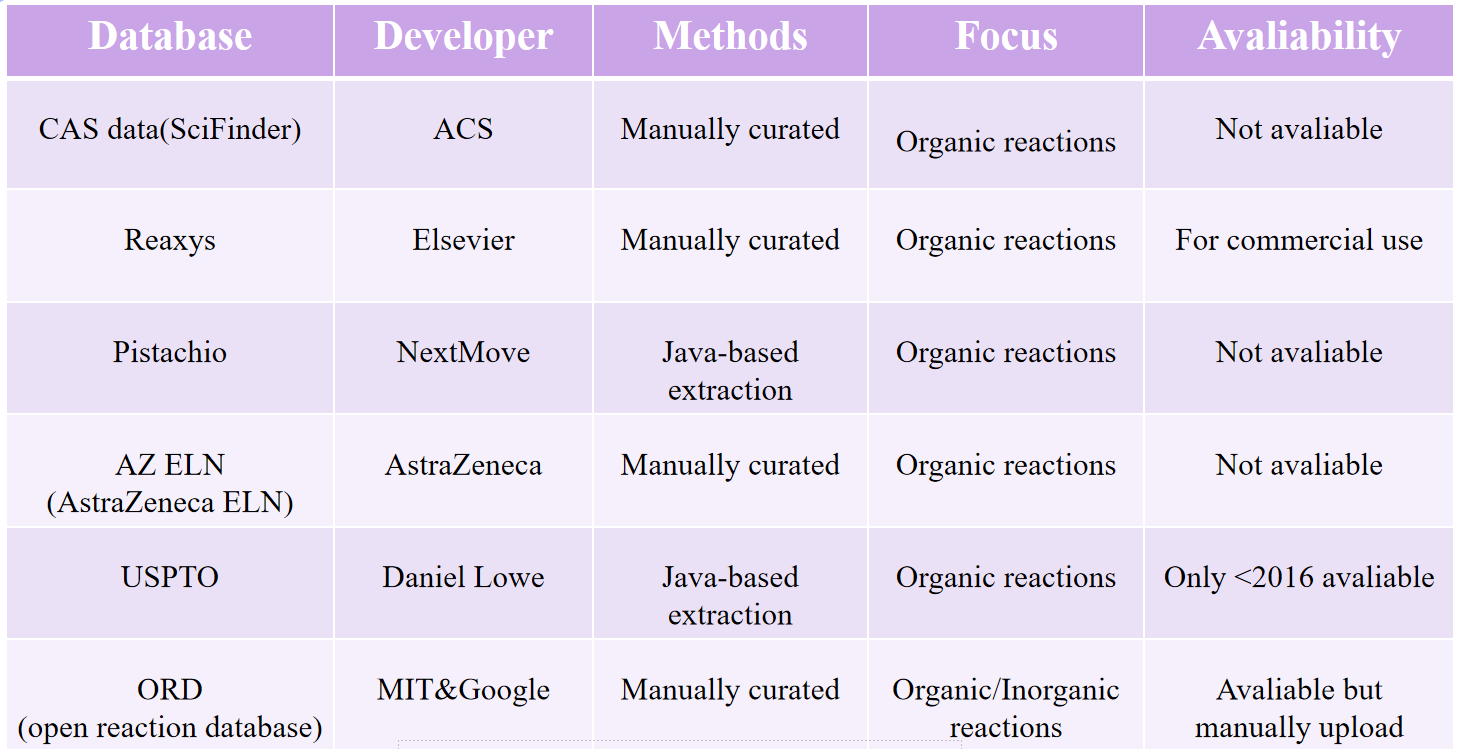 Database Developer Methods Focus Avaliability
CAS data(SciFinder) ACS Manually curated Organic reactions Not avaliable
Reaxys Elsevier Manually curated Organic reactions For commercial use
Pistachio NextMove Java-based Organic reactions Not avaliable
extraction
AZ ELN AstraZeneca Manually curated Organic reactions Not avaliable
(AstraZeneca ELN)
USPTO Daniel Lowe Java-based Organic reactions Only <2016 avaliable
extraction
ORD MIT&Google Manually curated Organic/Inorganic Avaliable but
(open reaction database) reactions manually upload